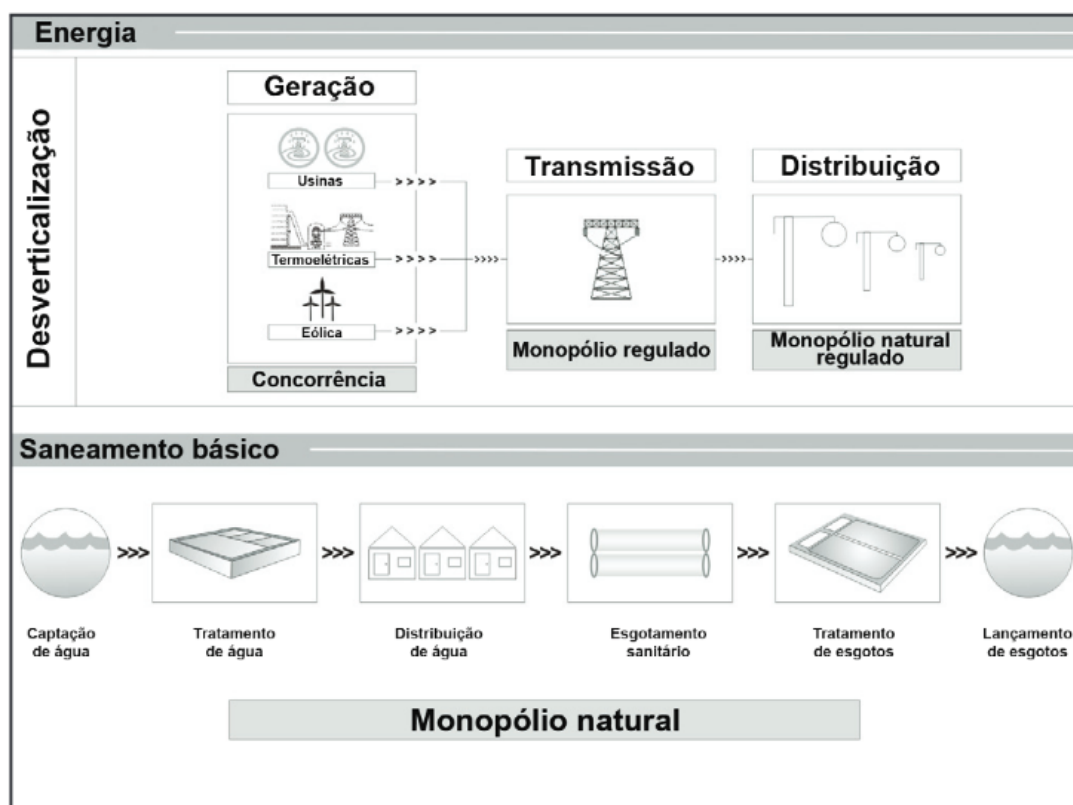 Energia
Desverticalização
Geração
Usinas
>>>>
Termoelétricas
>>>>
Eólica
>>>>
Concorrência
>>>>
Transmissão
Monopólio regulado
>>>>
Distribuição
Monopólio natural
regulado
Saneamento básico
>>>
>>>
>>>
>>>
>>>
Captação
de água
Tratamento
de água
Distribuição
de água
Esgotamento
sanitário
Tratamento
de esgotos
Lançamento
de esgotos
Monopólio natural